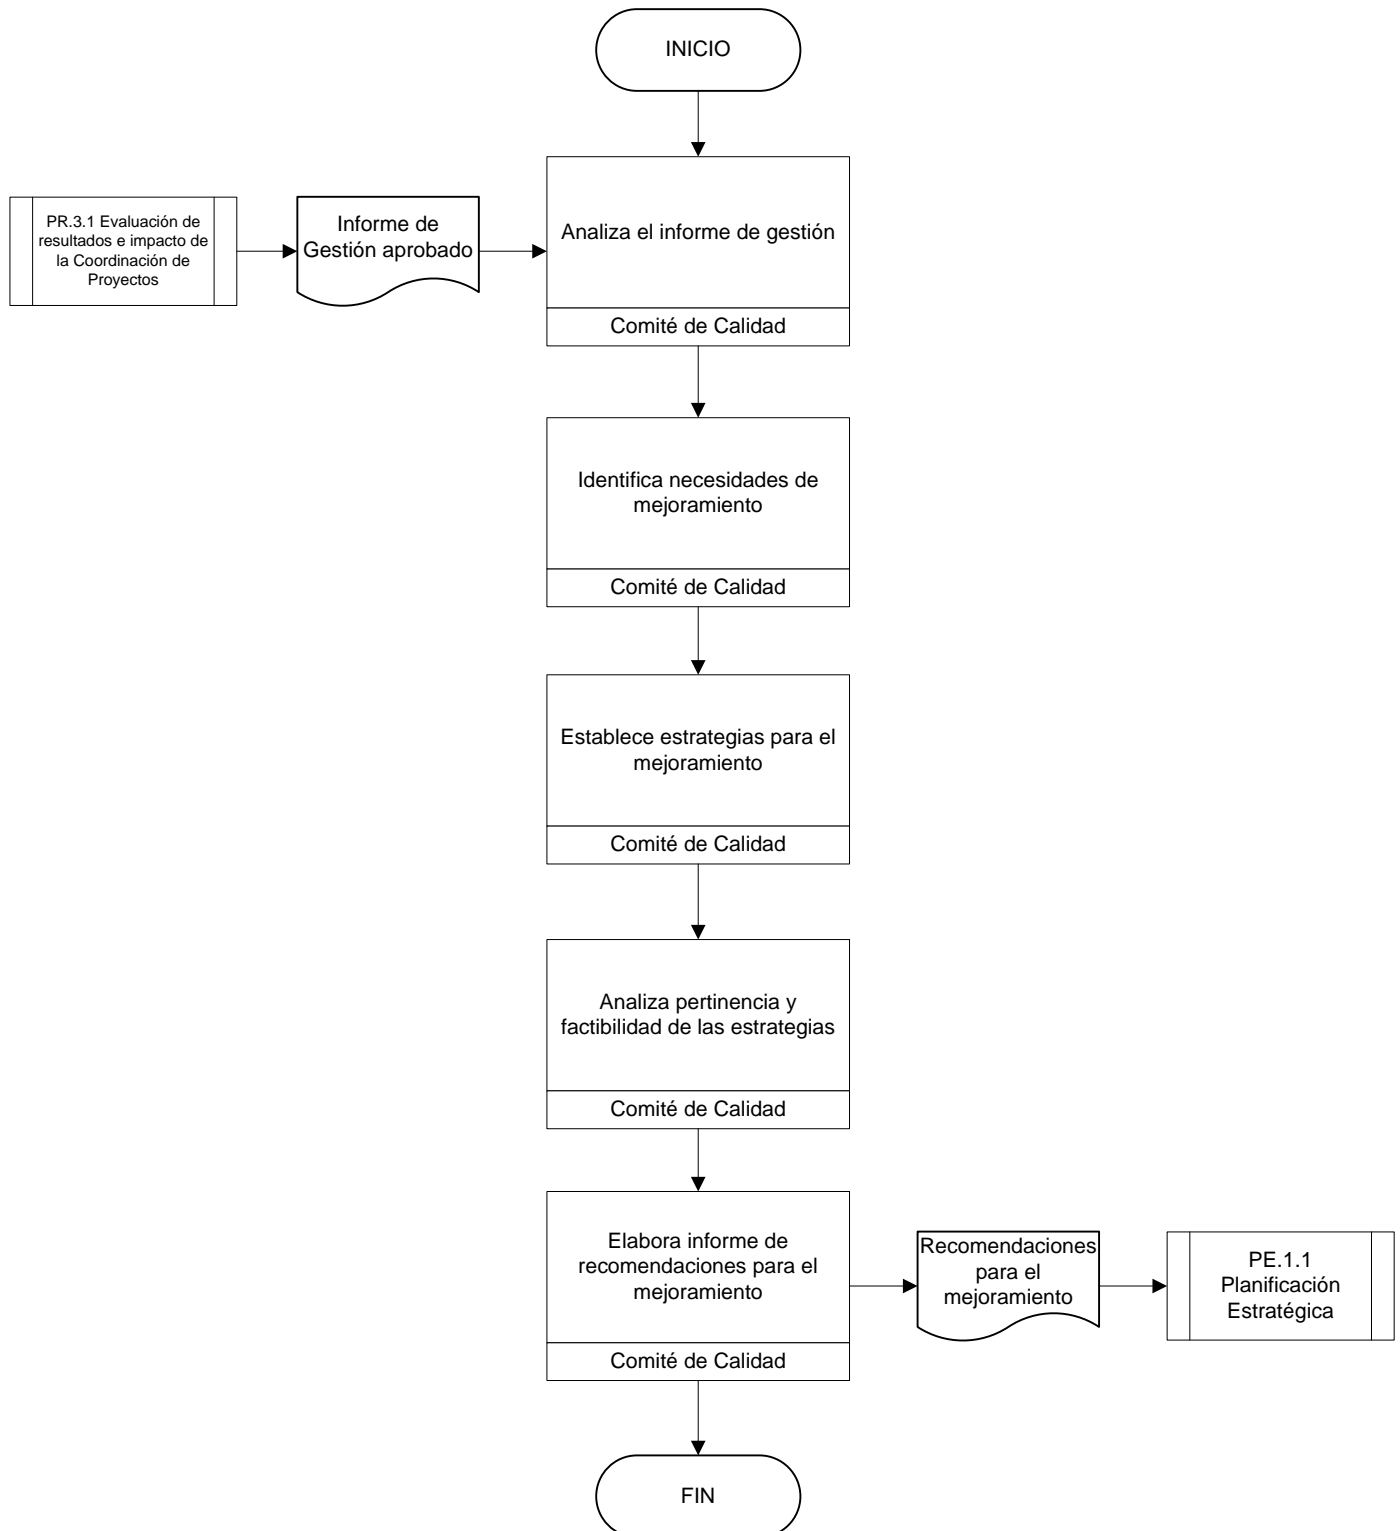 INICIO
PR.3.1 Evaluación de
resultados e impacto de
la Coordinación de
Proyectos
Informe de
Gestión aprobado
Analiza el informe de gestión
Comité de Calidad
Identifica necesidades de
mejoramiento
Comité de Calidad
Establece estrategias para el
mejoramiento
Comité de Calidad
Analiza pertinencia y
factibilidad de las estrategias
Comité de Calidad
Elabora informe de
recomendaciones para el
mejoramiento
Comité de Calidad
Recomendaciones
para el
mejoramiento
PE.1.1
Planificación
Estratégica
FIN